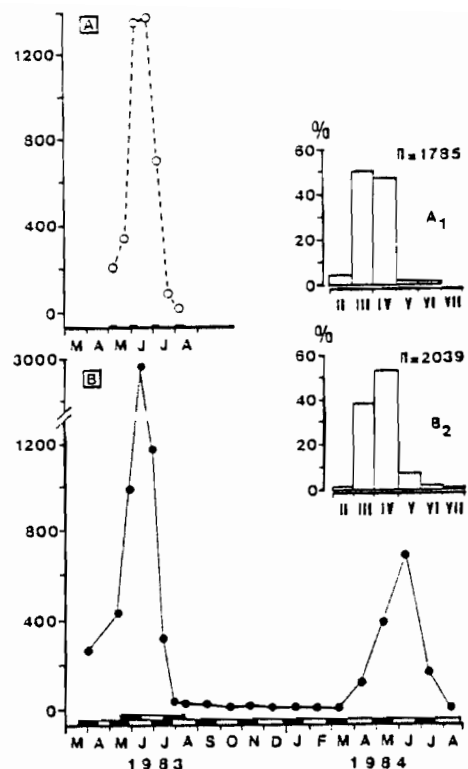 A
1200
800
400
0
M A M J J A
%
n=1785
60
40
20
0
A1
II III IV V VI VII
B
3000
1200
800
400
0
%
n=2039
60
40
20
0
B2
II III IV V VI VII
M A M J J A S O N D J F M A M J J A
1983 1984